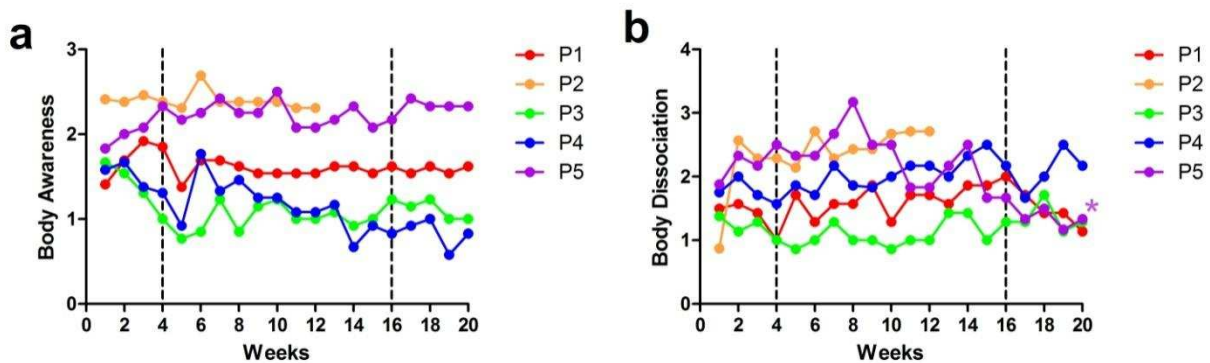 a
Body Awareness
3
2
1
0
0 2 4 6 8 10 12 14 16 18 20
Weeks
P1
P2
P3
P4
P5
b
Body Dissociation
4
3
2
1
0
0 2 4 6 8 10 12 14 16 18 20
Weeks
*
P1
P2
P3
P4
P5